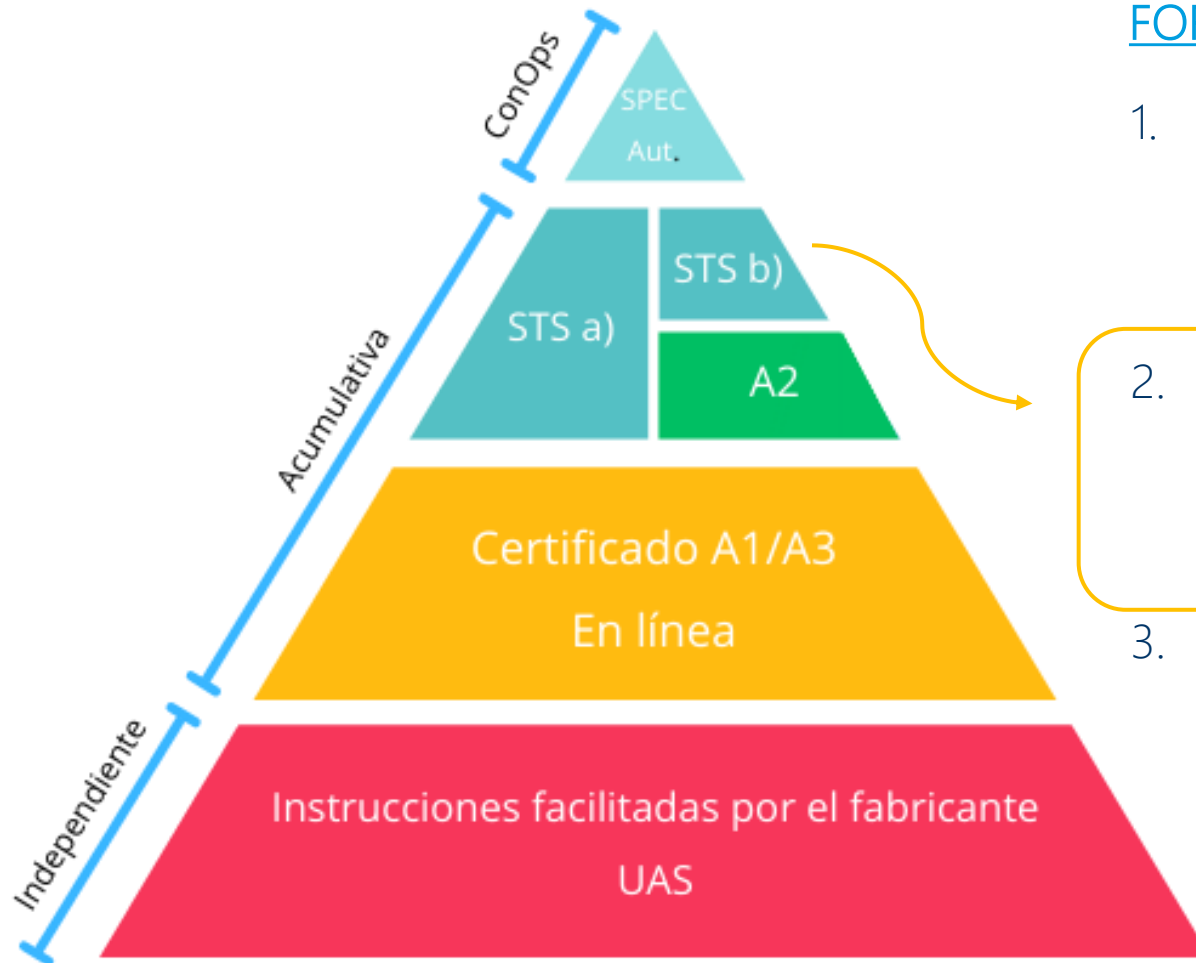 ConOps
SPEC
Aut.
Acumulativa
STS a)
STS b)
A2
Certificado A1/A3
En línea
Independiente
Instrucciones facilitadas por el fabricante
UAS
1.
2.
3.